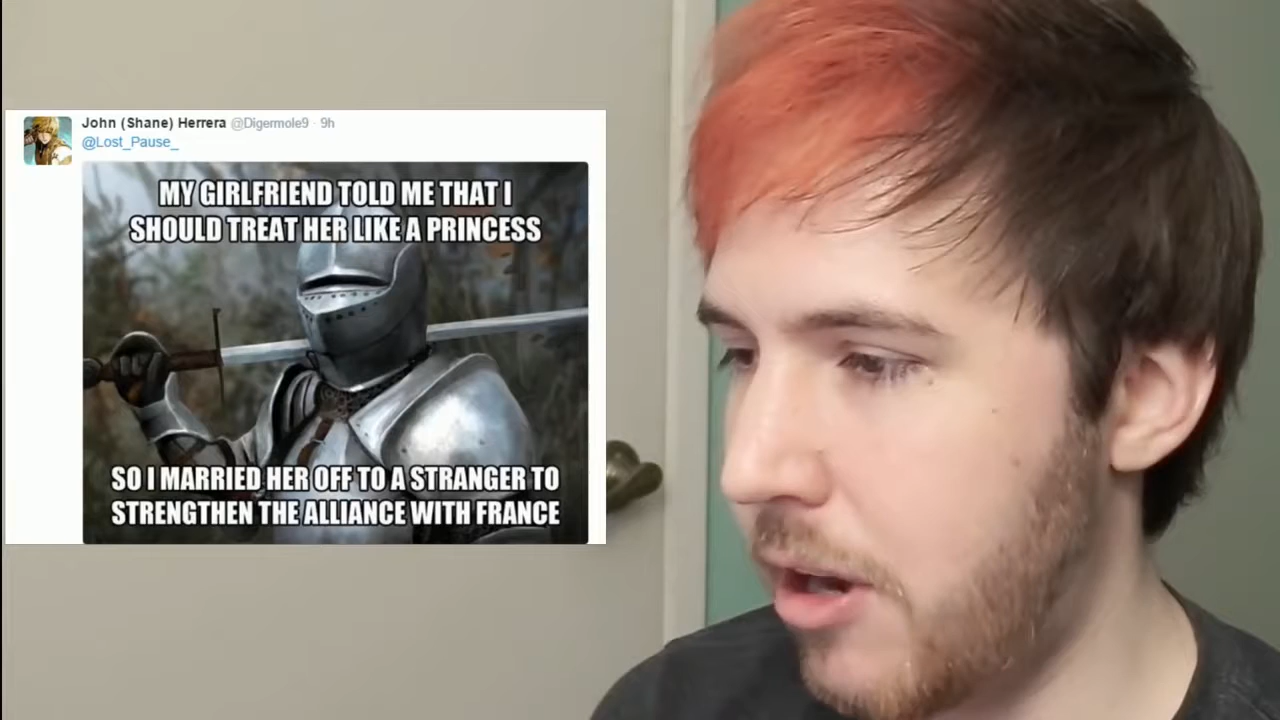 John (Shane) Herrera @Digermole9 · 9h
@Lost_Pause_
MY GIRLFRIEND TOLD ME THAT I
SHOULD TREAT HER LIKE A PRINCESS
SO I MARRIED HER OFF TO A STRANGER TO
STRENGTHEN THE ALLIANCE WITH FRANCE